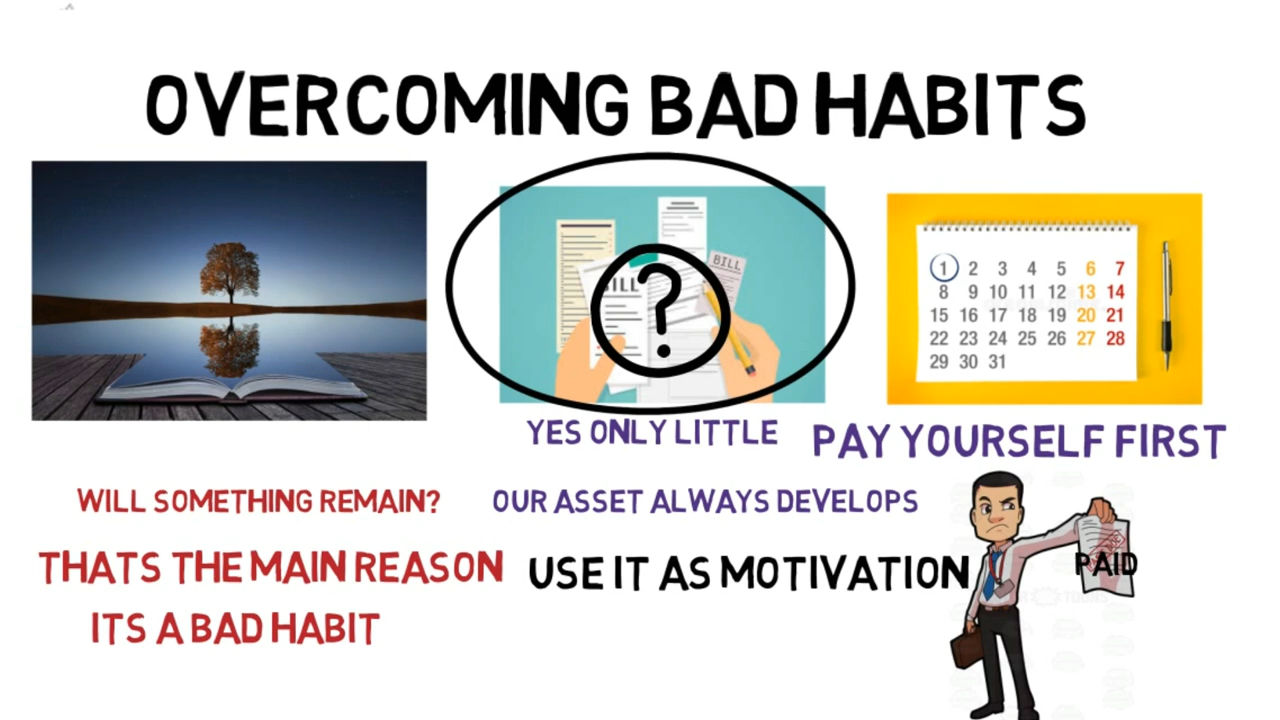 OVERCOMING BAD HABITS
BILL
BILL
1 2 3 4 5 6 7
8 9 10 11 12 13 14
15 16 17 18 19 20 21
22 23 24 25 26 27 28
29 30 31
YES ONLY LITTLE
PAY YOURSELF FIRST
WILL SOMETHING REMAIN?
OUR ASSET ALWAYS DEVELOPS
THATS THE MAIN REASON
USE IT AS MOTIVATION
PAID
ITS A BAD HABIT